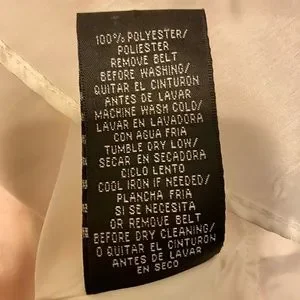 100% POLYESTER/
POLIESTER
REMOVE BELT
BEFORE WASHING/
QUITAR EL CINTURON
ANTES DE LAVAR
MACHINE WASH COLD/
LAVAR EN LAVADORA
CON AGUA FRIA
TUMBLE DRY LOW/
SECAR EN SECADORA
CICLO LENTO
COOL IRON IF NEEDED/
PLANCHA FRIA
SI SE NECESITA
OR REMOVE BELT
BEFORE DRY CLEANING/
O QUITAR EL CINTURON
ANTES DE LAVAR
EN SECO